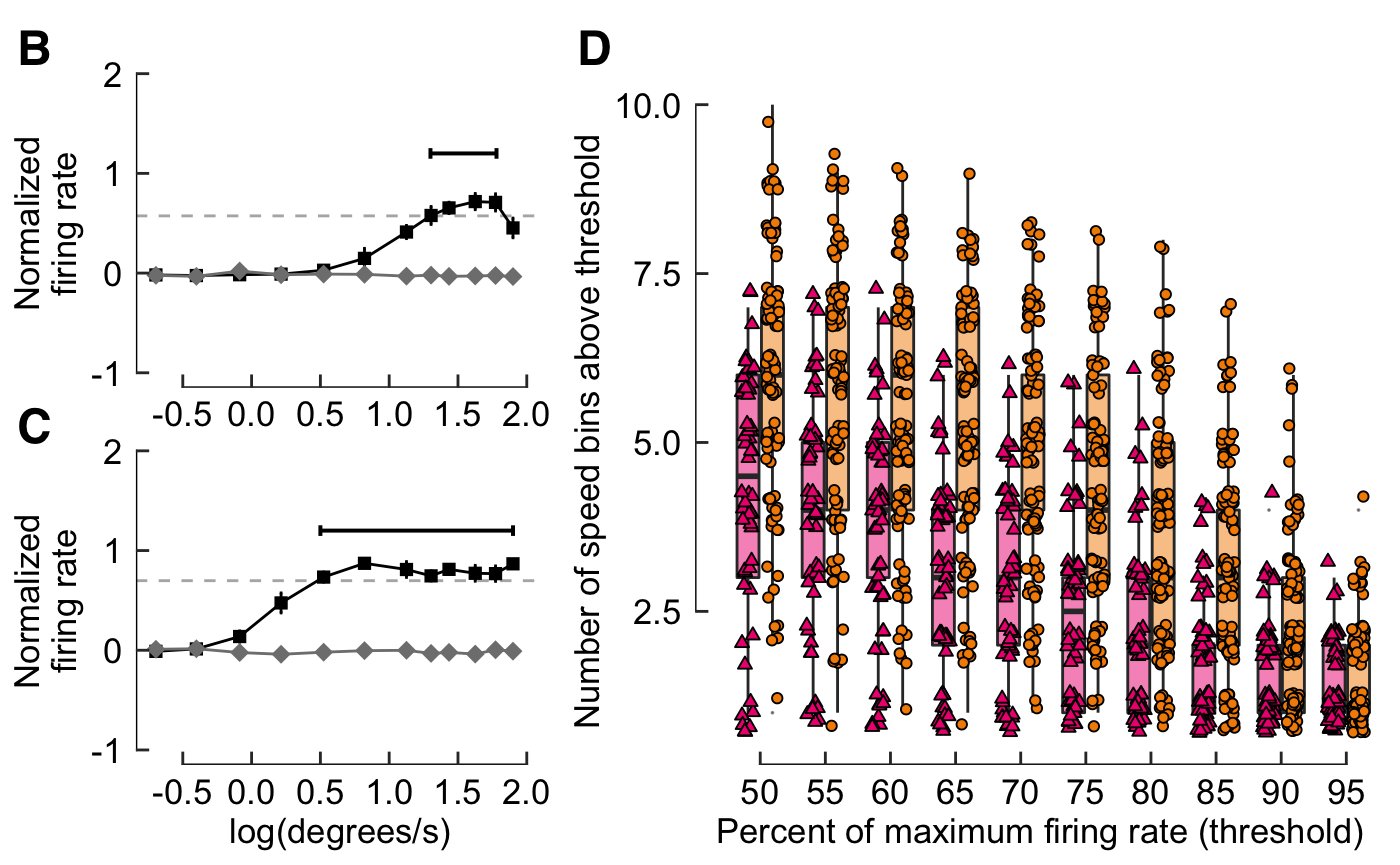 B
2
1
0
-1
Normalized
firing rate
-0.5 0.0 0.5 1.0 1.5 2.0
C
2
1
0
-1
Normalized
firing rate
-0.5 0.0 0.5 1.0 1.5 2.0
log(degrees/s)
D
10.0
7.5
5.0
2.5
Number of speed bins above threshold
50 55 60 65 70 75 80 85 90 95
Percent of maximum firing rate (threshold)